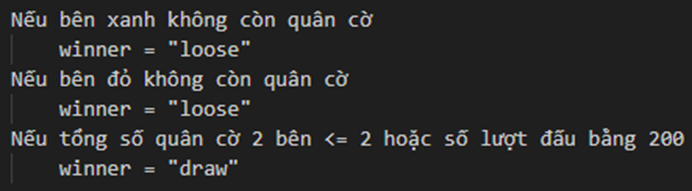 Nếu bên xanh không còn quân cờ
winner = "loose"
Nếu bên đỏ không còn quân cờ
winner = "loose"
Nếu tổng số quân cờ 2 bên <= 2 hoặc số lượt đấu bằng 200
winner = "draw"